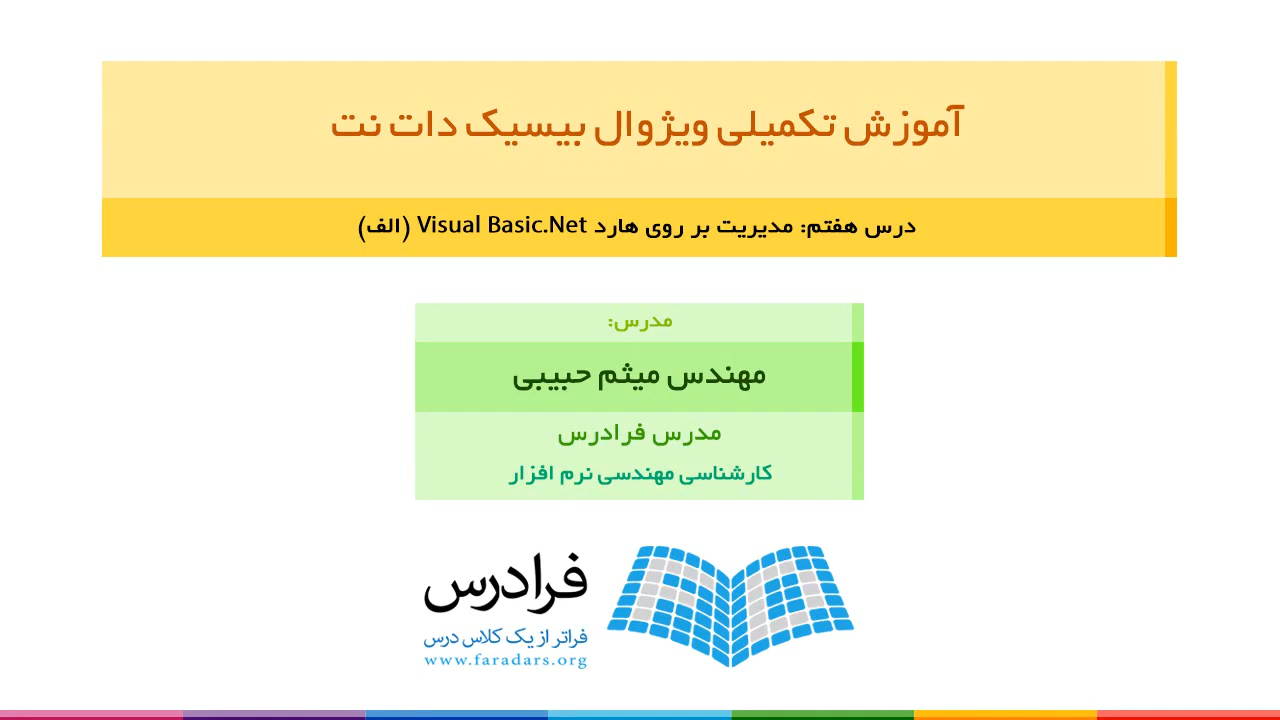 آموزش تکمیلی ویژوال بیسیک دات نت
درس هفتم: مدیریت بر روی هارد Visual Basic.Net (الف)
مدرس:
مهندس میثم حبیبی
مدرس فرادرس
کارشناسی مهندسی نرم افزار
فرادرس
فراتر از یک کلاس درس
www.faradars.org